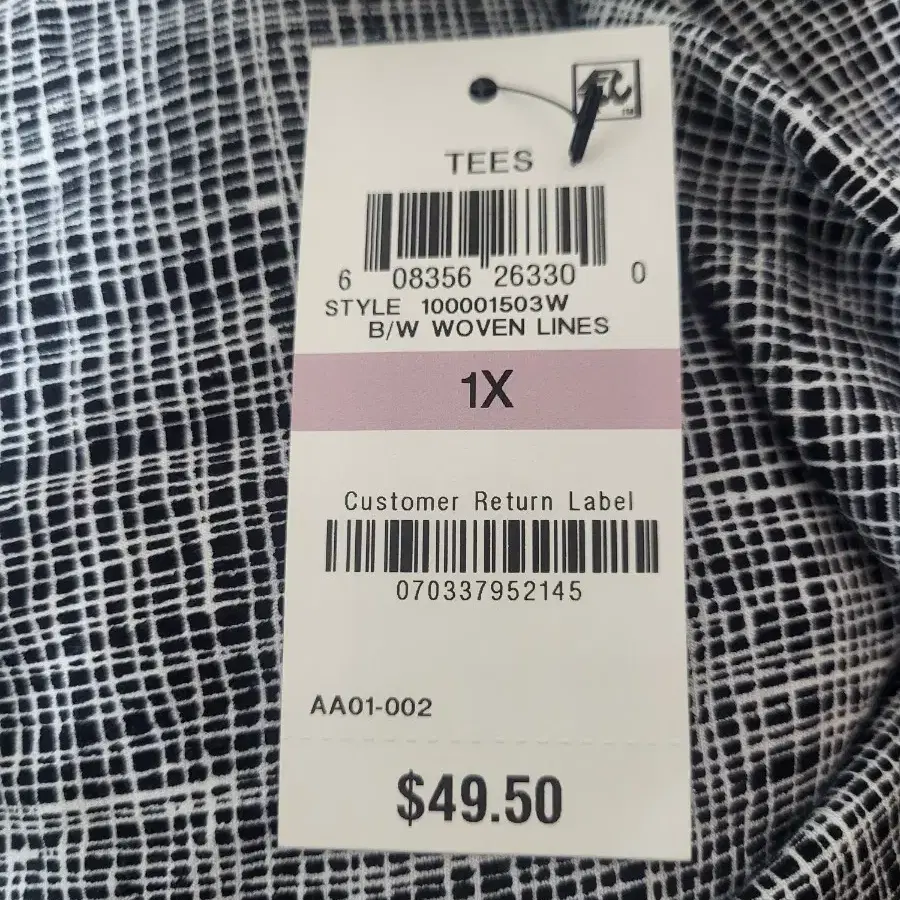 TEES
6 08356 26330 0
STYLE 100001503W
B/W WOVEN LINES
1X
Customer Return Label
070337952145
AA01-002
$49.50